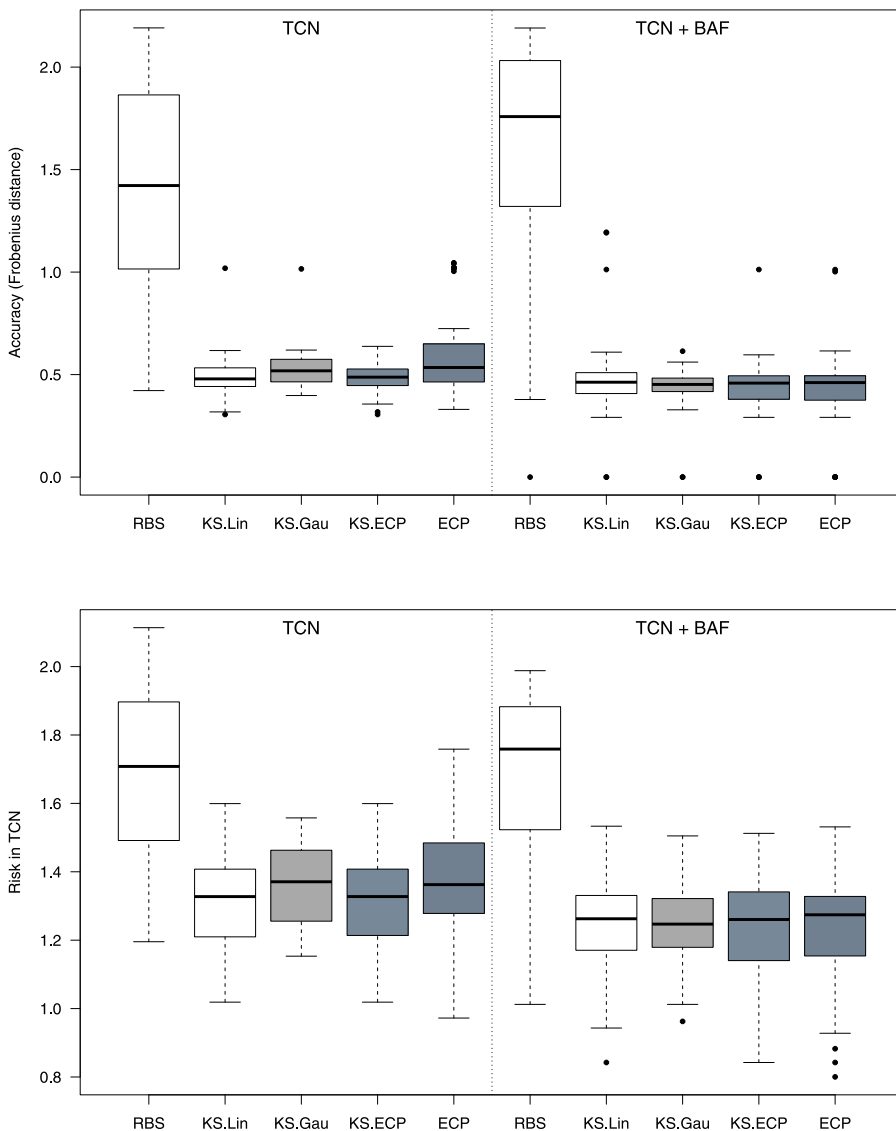 TCN TCN + BAF
Accuracy (Frobenius distance)
2.0
1.5
1.0
0.5
0.0
RBS KS.Lin KS.Gau KS.ECP ECP RBS KS.Lin KS.Gau KS.ECP ECP
TCN TCN + BAF
Risk in TCN
2.0
1.8
1.6
1.4
1.2
1.0
0.8
RBS KS.Lin KS.Gau KS.ECP ECP RBS KS.Lin KS.Gau KS.ECP ECP